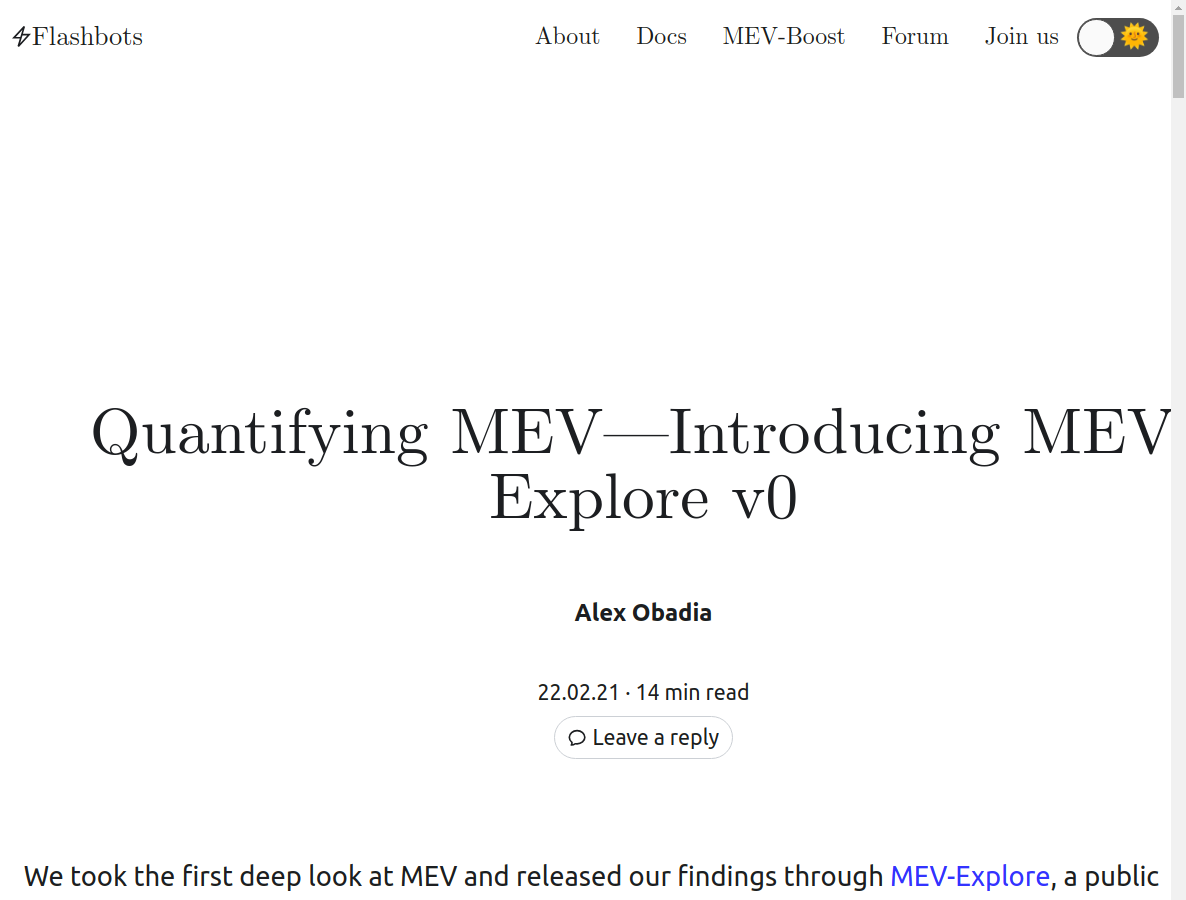 Flashbots
About Docs MEV-Boost Forum Join us
Quantifying MEV—Introducing MEV
Explore v0
Alex Obadia
22.02.21 · 14 min read
Leave a reply
We took the first deep look at MEV and released our findings through MEV-Explore, a public